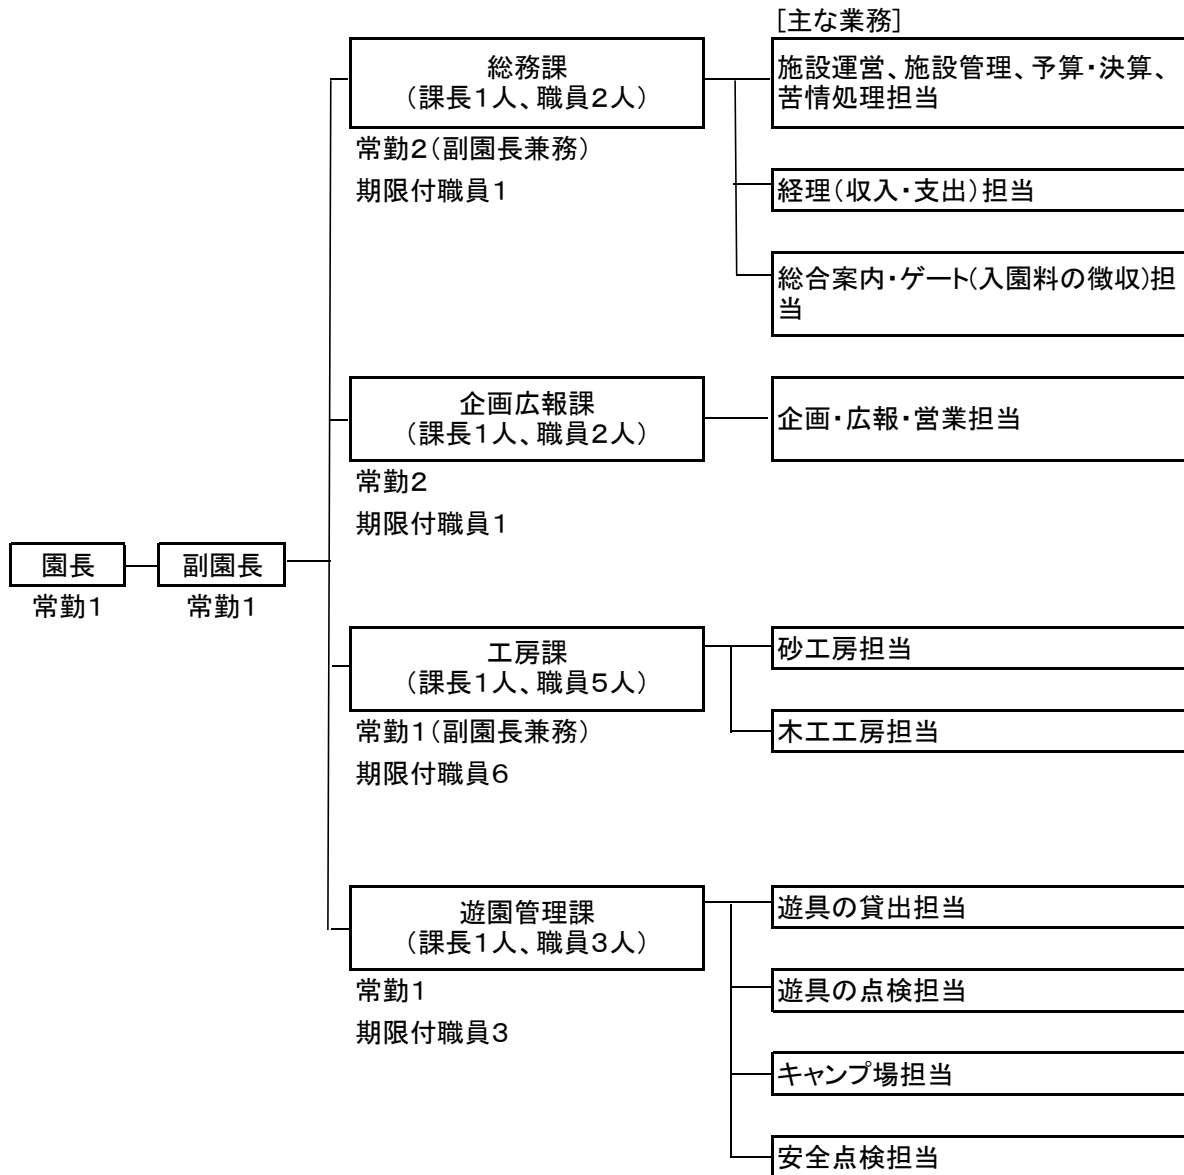 [主な業務]
総務課
（課長１人、職員２人）
常勤２（副園長兼務）
期限付職員１
施設運営、施設管理、予算・決算、
苦情処理担当
経理（収入・支出）担当
総合案内・ゲート(入園料の徴収)担
当
企画広報課
（課長１人、職員２人）
常勤２
期限付職員１
企画・広報・営業担当
園長
常勤１
副園長
常勤１
工房課
（課長１人、職員５人）
常勤１（副園長兼務）
期限付職員６
砂工房担当
木工工房担当
遊園管理課
（課長１人、職員３人）
常勤１
期限付職員３
遊具の貸出担当
遊具の点検担当
キャンプ場担当
安全点検担当